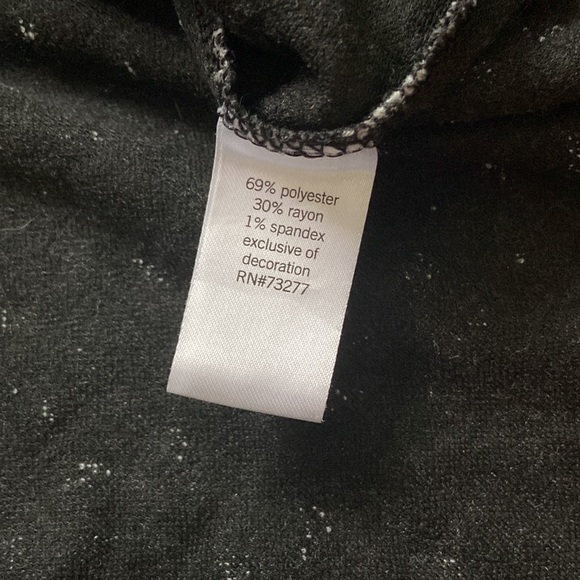 69% polyester
30% rayon
1% spandex
exclusive of
decoration
RN#73277